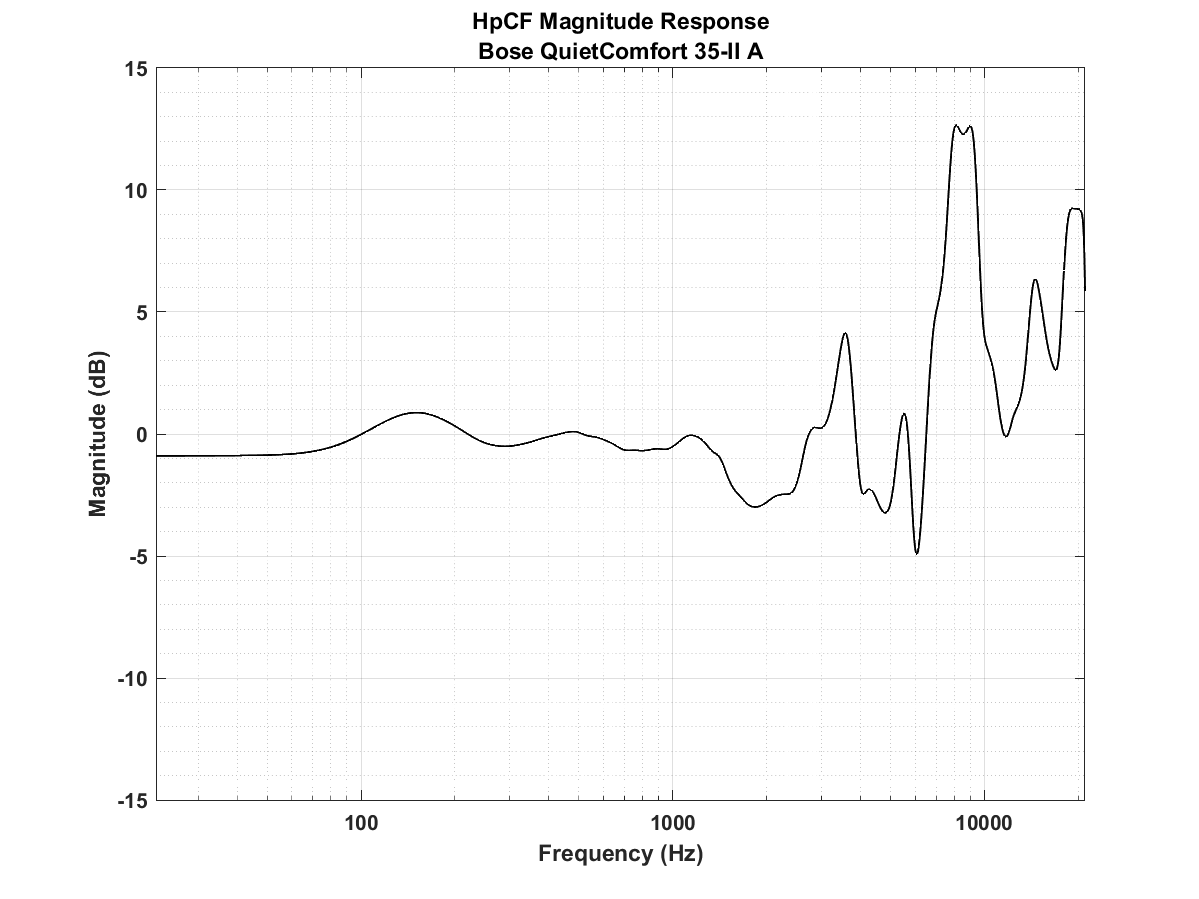 HpCF Magnitude Response
Bose QuietComfort 35-II A
15
10
5
0
-5
-10
-15
Magnitude (dB)
100
1000
10000
Frequency (Hz)